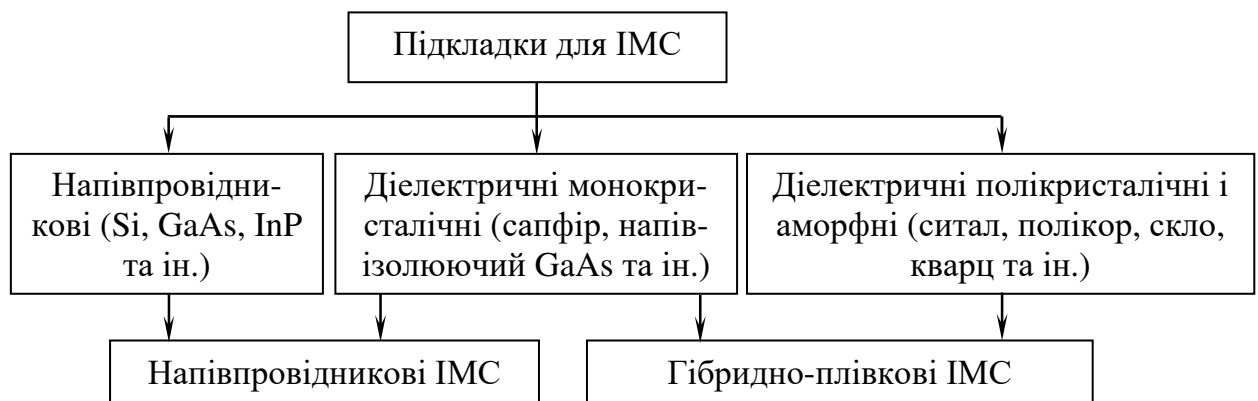 Підкладки для ІМС
Напівпровідни-
кові (Si, GaAs, InP
та ін.)
Діелектричні монокри-
сталічні (сапфір, напів-
ізолюючий GaAs та ін.)
Діелектричні полікристалічні і
аморфні (ситал, полікор, скло,
кварц та ін.)
Напівпровідникові ІМС
Гібридно-плівкові ІМС